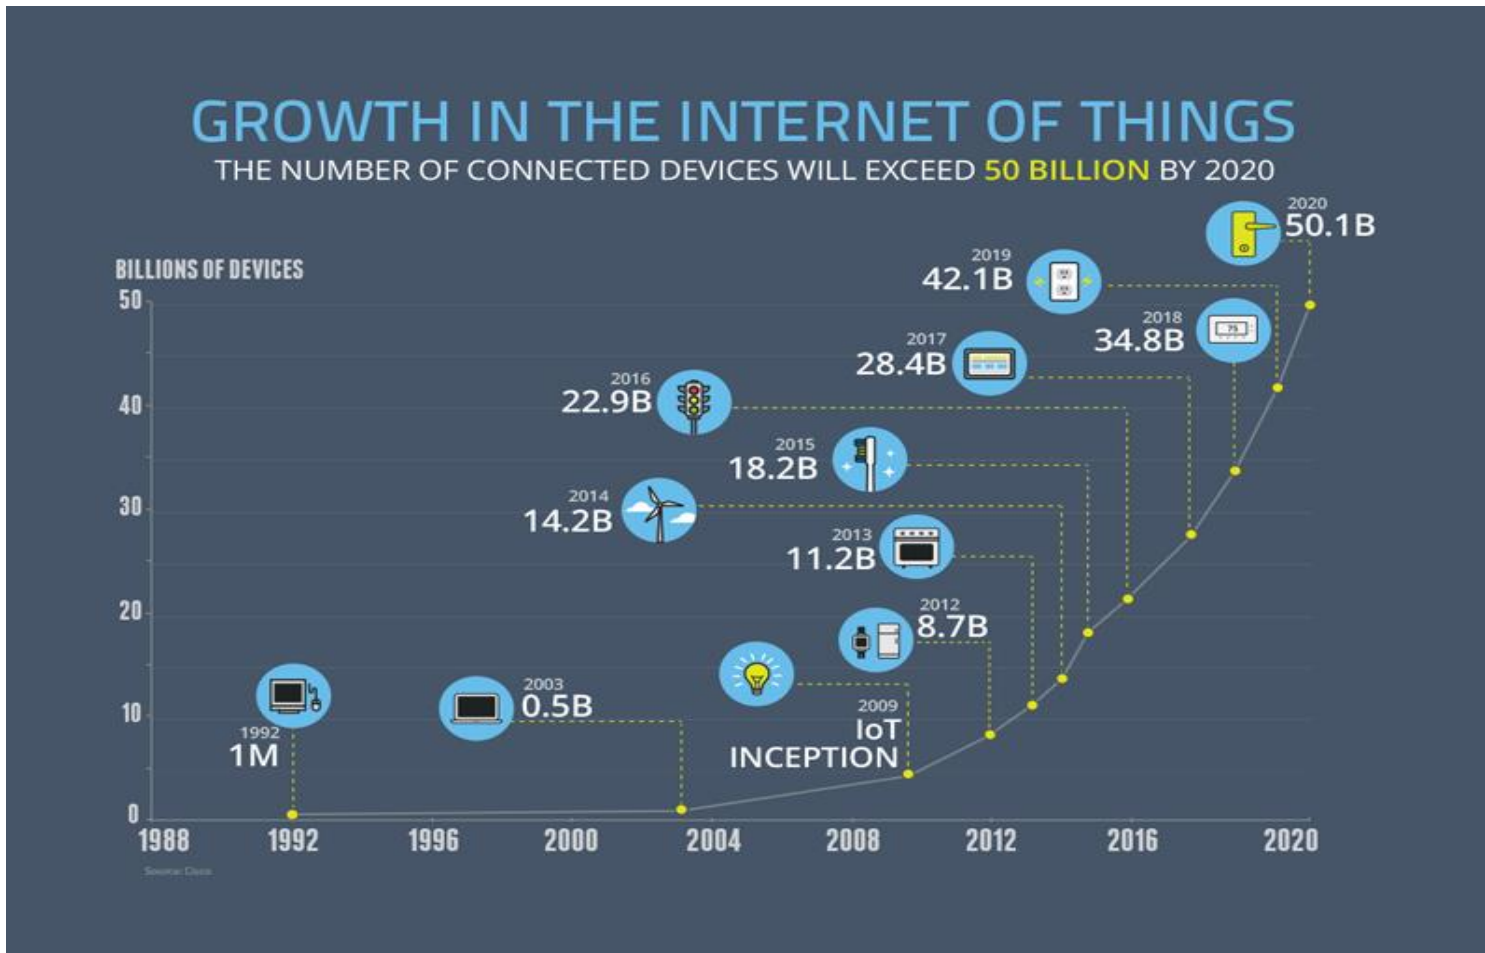 GROWTH IN THE INTERNET OF THINGS
THE NUMBER OF CONNECTED DEVICES WILL EXCEED 50 BILLION BY 2020
BILLIONS OF DEVICES
50
40
30
20
10
0
1988
1992
1996
2000
2004
2008
2012
2016
2020
1992
1M
2003
0.5B
2009
IoT
INCEPTION
2012
8.7B
2013
11.2B
2014
14.2B
2015
18.2B
2016
22.9B
2017
28.4B
2018
34.8B
75
2019
42.1B
2020
50.1B
Source: Cisco